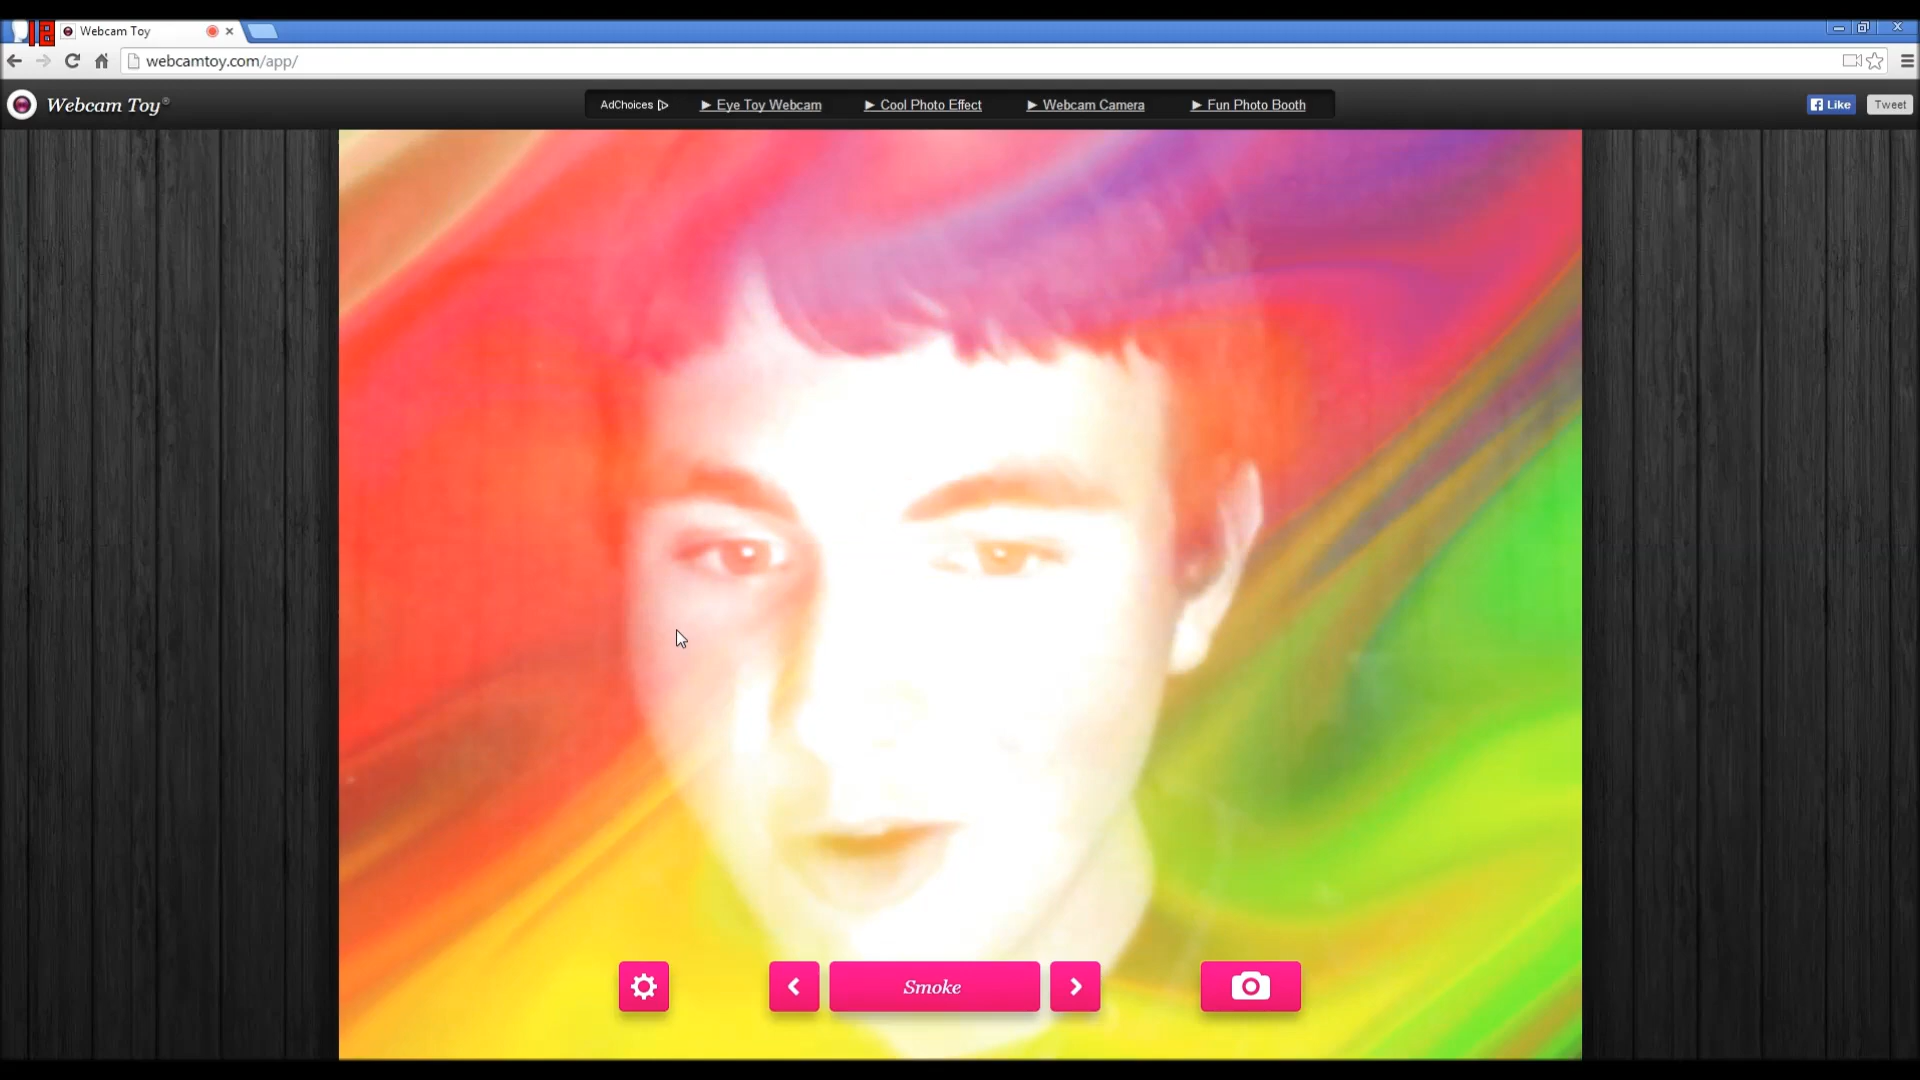 18
Webcam Toy
webcamtoy.com/app/
Webcam Toy®
AdChoices
► Eye Toy Webcam
► Cool Photo Effect
► Webcam Camera
► Fun Photo Booth
Like
Tweet
Smoke